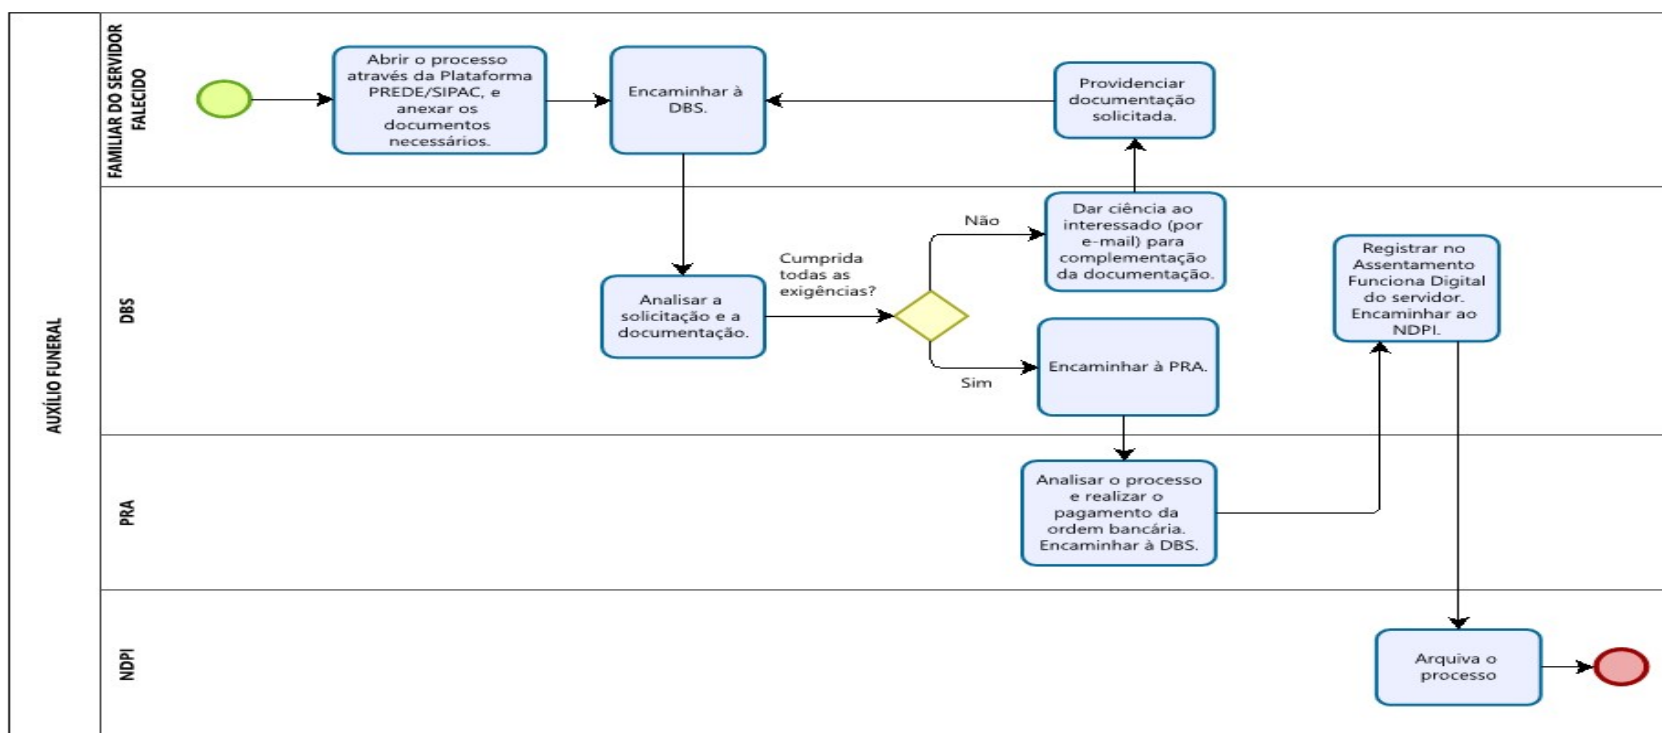 AUXÍLIO FUNERAL
FAMILIAR DO SERVIDOR
FALECIDO
Abrir o processo
através da Plataforma
PREDE/SIPAC, e
anexar os
documentos
necessários.
Encaminhar à
DBS.
Providenciar
documentação
solicitada.
DBS
Analisar a
solicitação e a
documentação.
Cumprida
todas as
exigências?
Não
Dar ciência ao
interessado (por
e-mail) para
complementação
da documentação.
Sim
Encaminhar à PRA.
Registrar no
Assentamento
Funciona Digital
do servidor.
Encaminhar ao
NDPI.
PRA
Analisar o processo
e realizar o
pagamento da
ordem bancária.
Encaminhar à DBS.
NDPI
Arquiva o
processo